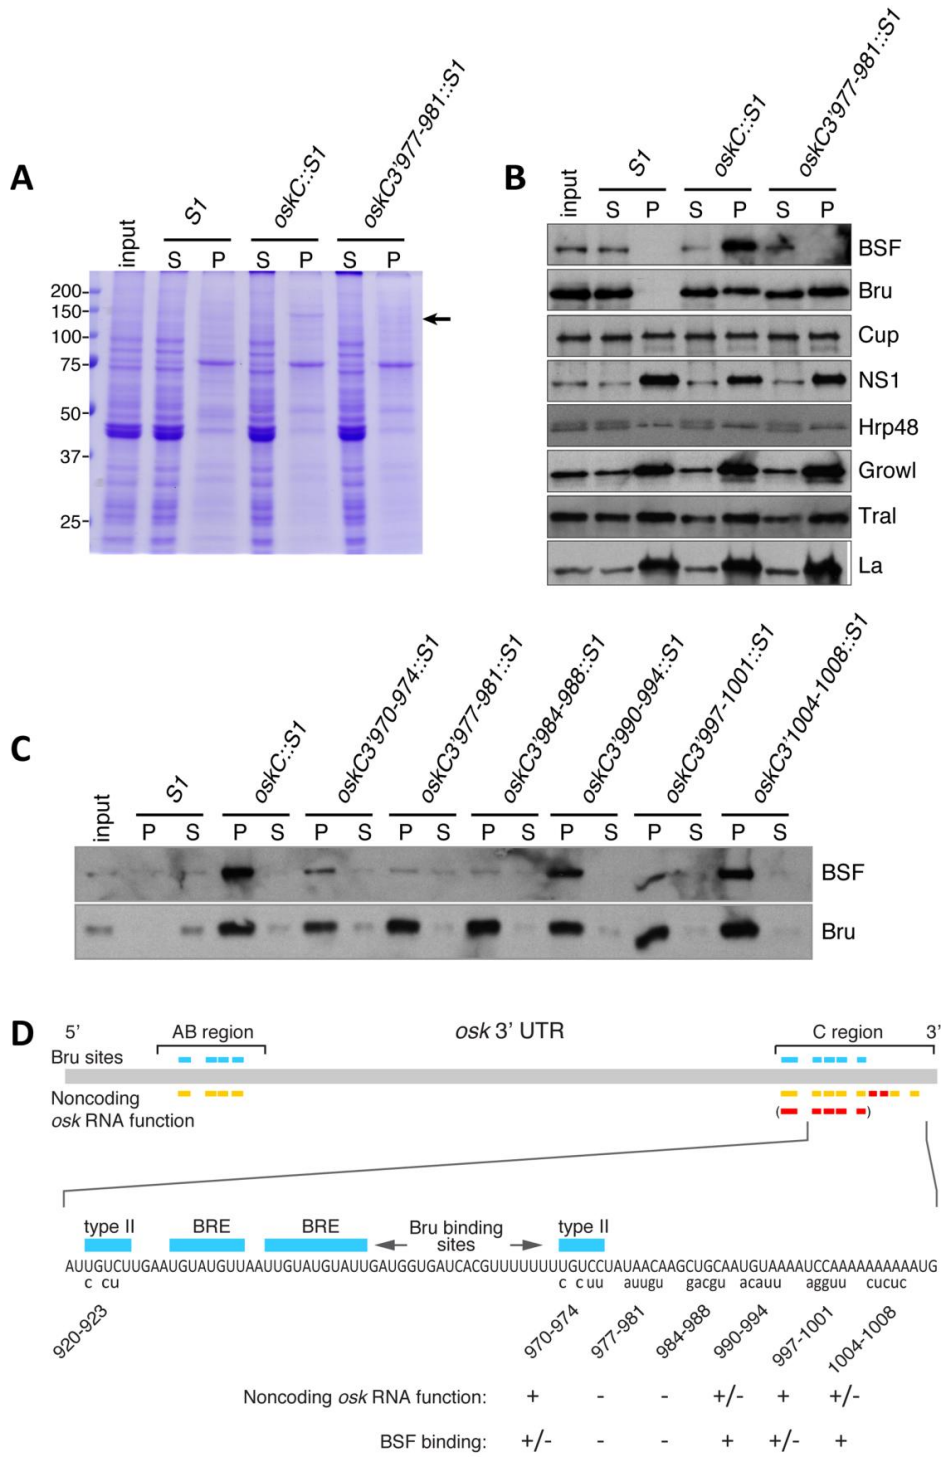 A
input
S1
oskC::S1
oskC3'977-981::S1
S P S P S P
200-
150-
100-
75-
50-
37-
25-
B
input
S1
oskC::S1
oskC3'977-981::S1
S P S P S P
BSF
Bru
Cup
NS1
Hrp48
Growl
Tral
La
C
input
S1
oskC::S1
oskC3'970-974::S1
oskC3'977-981::S1
oskC3'984-988::S1
oskC3'990-994::S1
oskC3'997-1001::S1
oskC3'1004-1008::S1
P S P S P S P S P S P S P S P S
BSF
Bru
D
5' AB region osk 3' UTR C region 3'
Bru sites
Noncoding
osk RNA function
( )
type II BRE BRE Bru binding sites type II
AUUGUCUUGAAUGUAUGUUAAUUGUAUGUAUUGAUGGUGAUCACGUUUUUUUUUGUCCUAUAACAAGCUGCAAUGUAAAAUCCAAAAAAAAAAUG
c cu c c uu auugu gacgu acauu agguu cucuc
920-923 970-974 977-981 984-988 990-994 997-1001 1004-1008
Noncoding osk RNA function: + - - +/- + +/-
BSF binding: +/- - - + +/- +